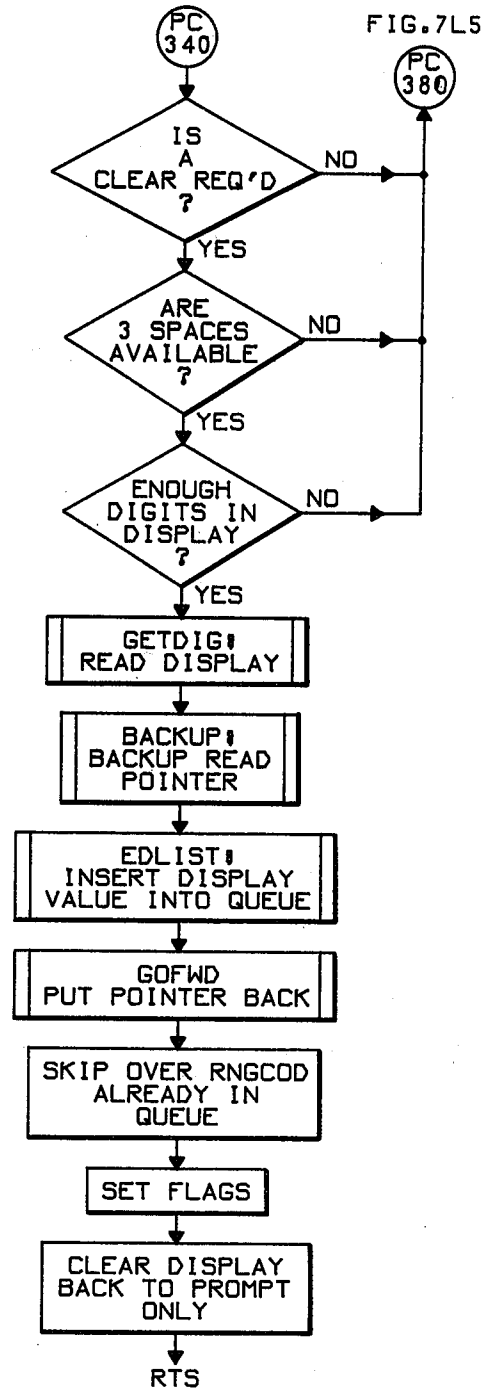 PC
340
FIG.7L5
PC
380
IS
A
CLEAR REQ'D
?
NO
YES
ARE
3 SPACES
AVAILABLE
?
NO
YES
ENOUGH
DIGITS IN
DISPLAY
?
NO
YES
GETDIG:
READ DISPLAY
BACKUP:
BACKUP READ
POINTER
EDLIST:
INSERT DISPLAY
VALUE INTO QUEUE
GOFWD
PUT POINTER BACK
SKIP OVER RNGCOD
ALREADY IN
QUEUE
SET FLAGS
CLEAR DISPLAY
BACK TO PROMPT
ONLY
RTS